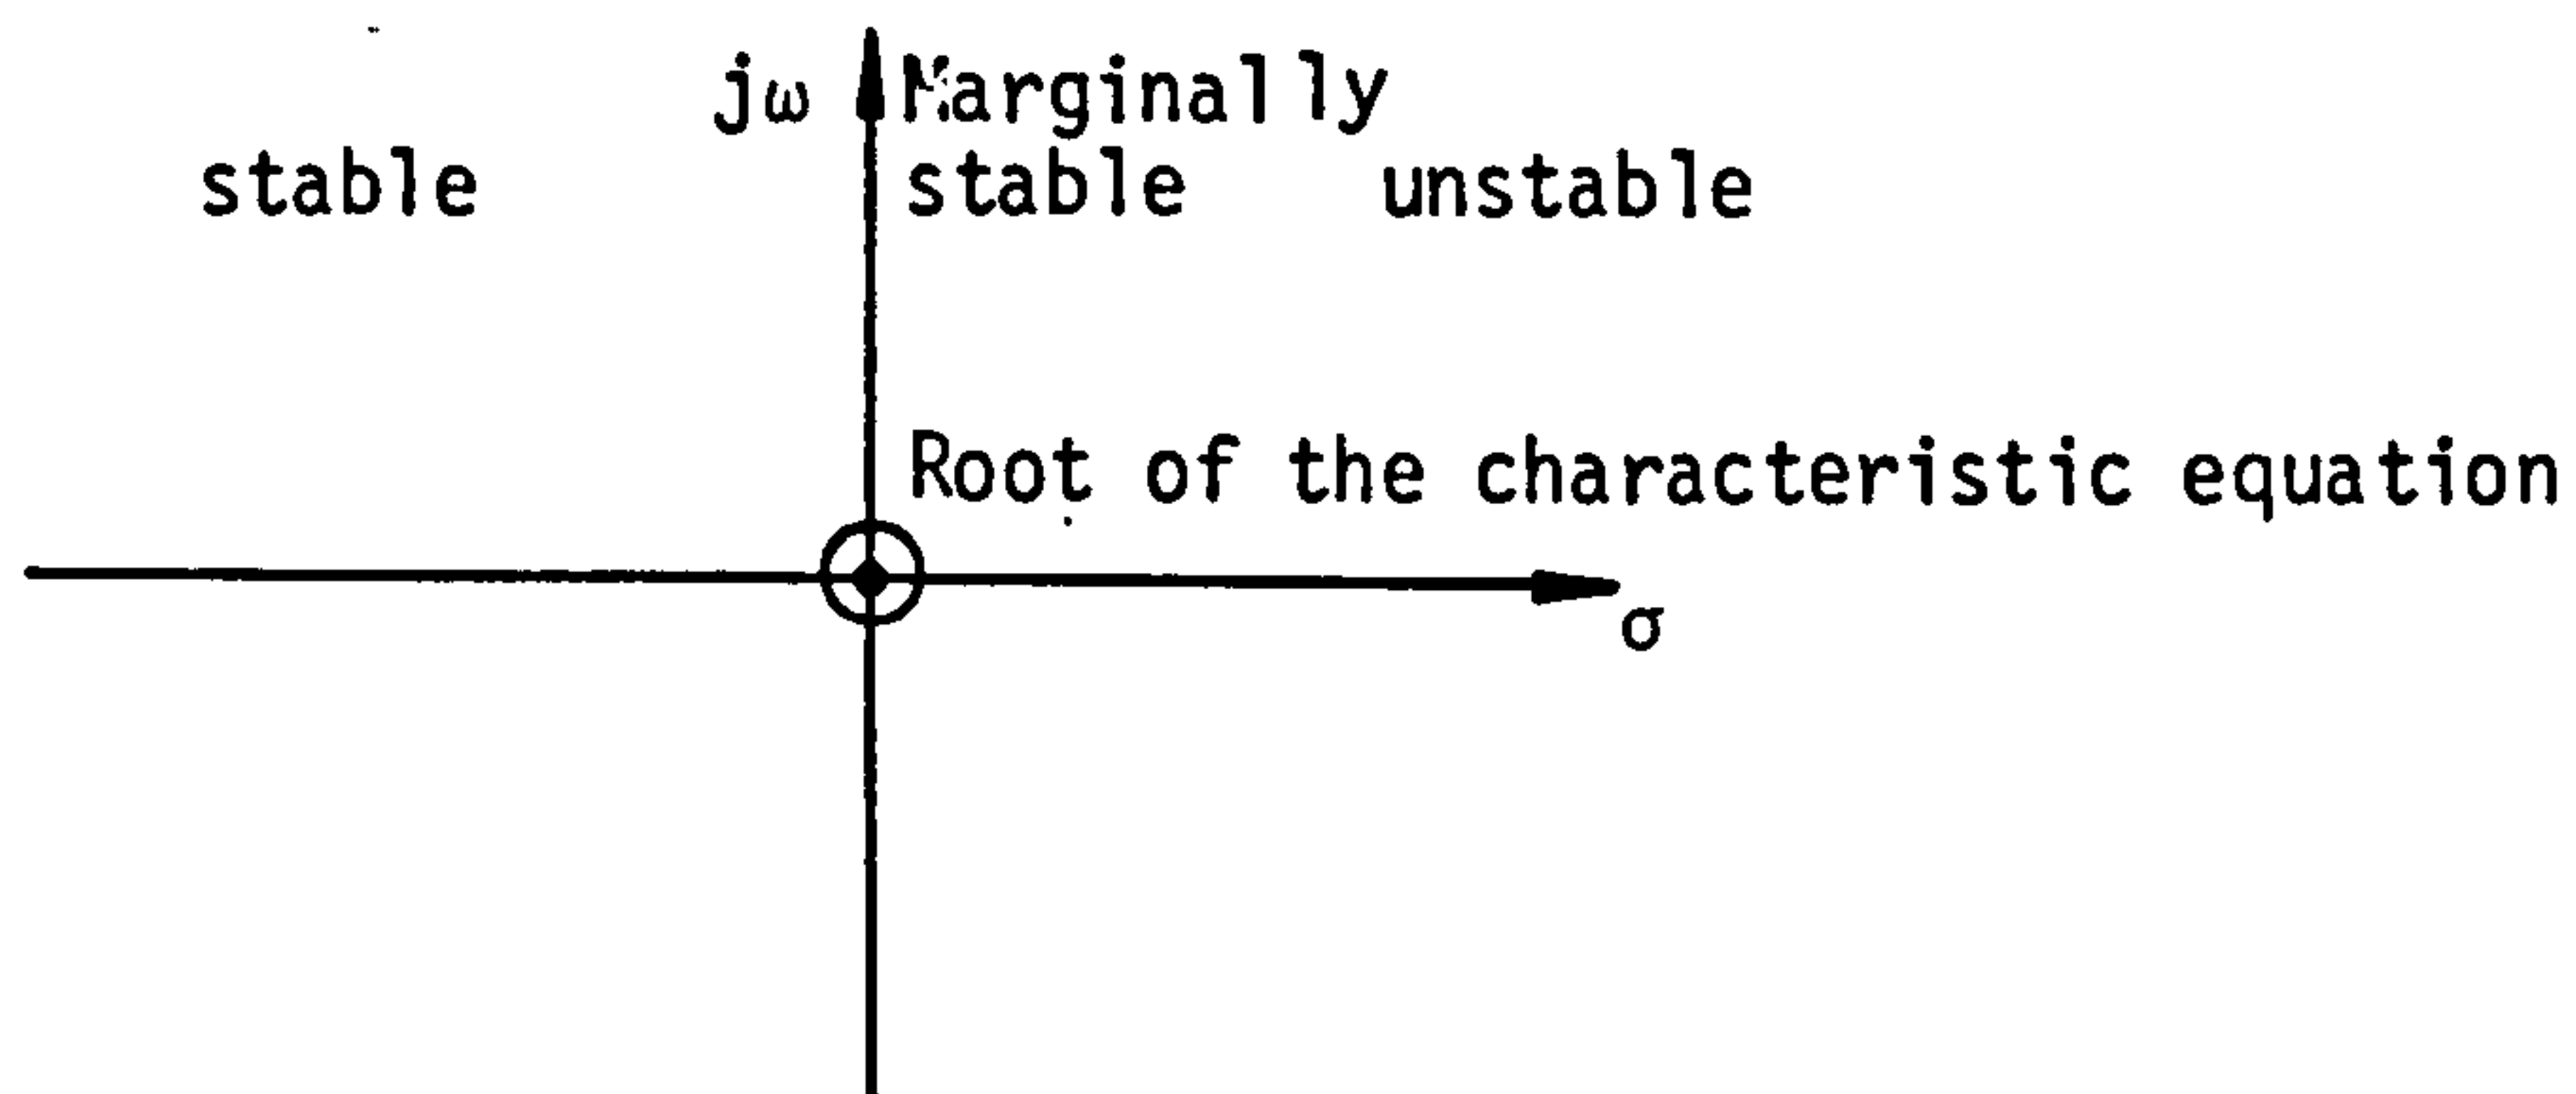 jω Marginally
stable stable unstable
Root of the characteristic equation
σ